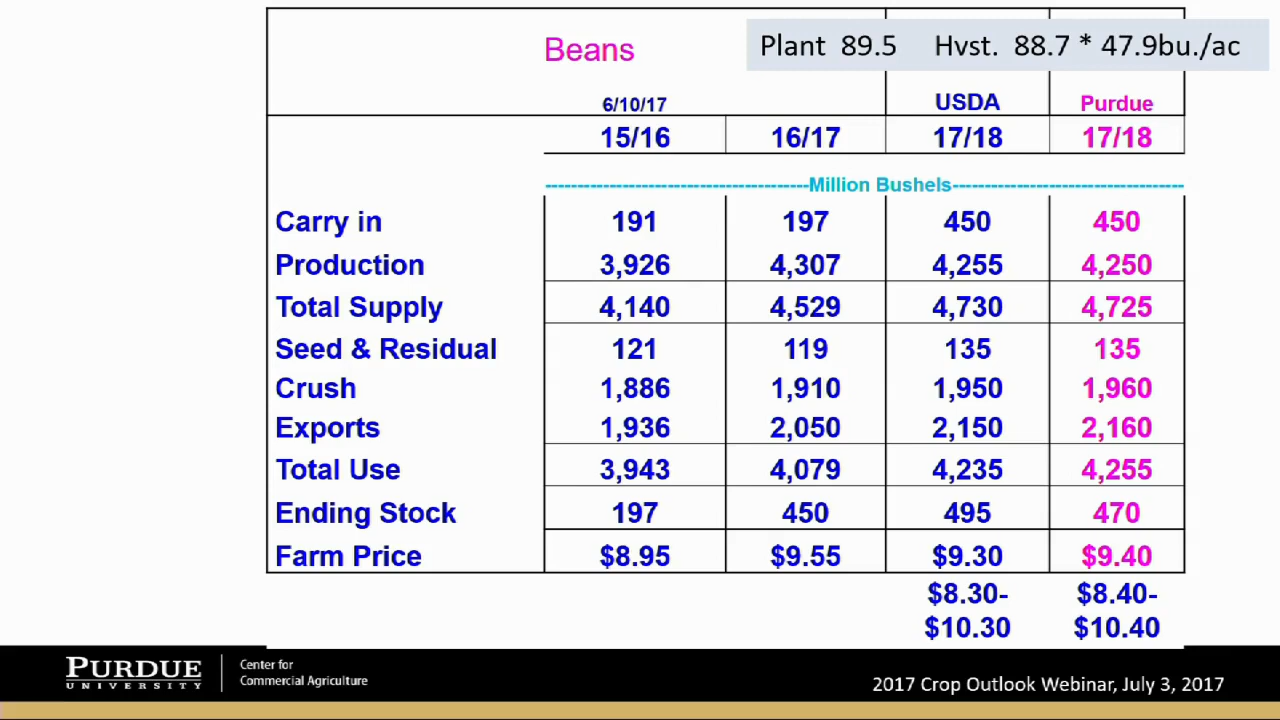 Beans
Plant 89.5 Hvst. 88.7 * 47.9bu./ac
6/10/17 USDA Purdue
15/16 16/17 17/18 17/18
Million Bushels
Carry in 191 197 450 450
Production 3,926 4,307 4,255 4,250
Total Supply 4,140 4,529 4,730 4,725
Seed & Residual 121 119 135 135
Crush 1,886 1,910 1,950 1,960
Exports 1,936 2,050 2,150 2,160
Total Use 3,943 4,079 4,235 4,255
Ending Stock 197 450 495 470
Farm Price $8.95 $9.55 $9.30 $9.40
$8.30- $8.40-
$10.30 $10.40
PURDUE
UNIVERSITY
Center for
Commercial Agriculture
2017 Crop Outlook Webinar, July 3, 2017